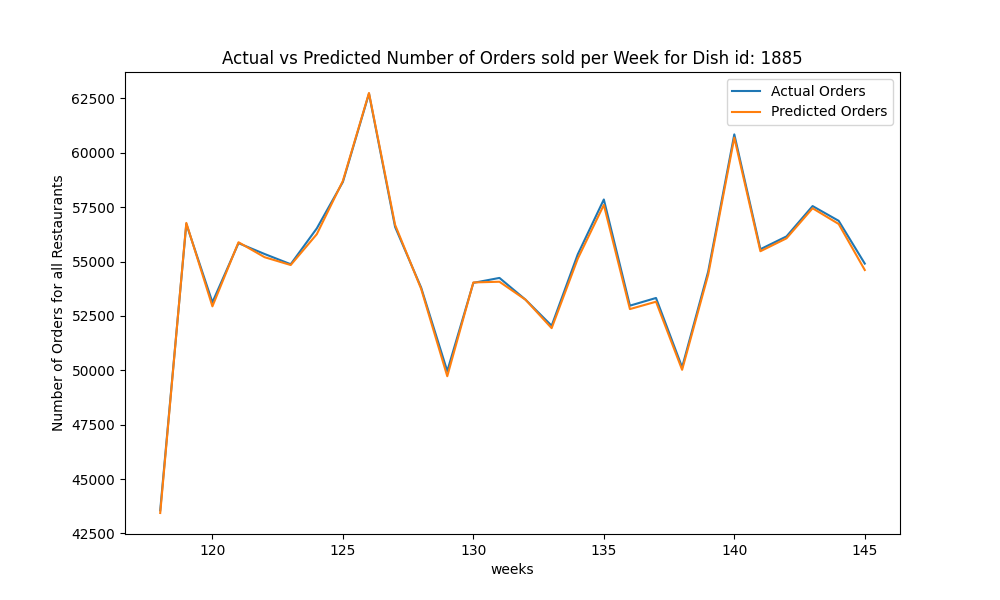 Actual vs Predicted Number of Orders sold per Week for Dish id: 1885
Actual Orders
Predicted Orders
Number of Orders for all Restaurants
62500
60000
57500
55000
52500
50000
47500
45000
42500
120 125 130 135 140 145
weeks